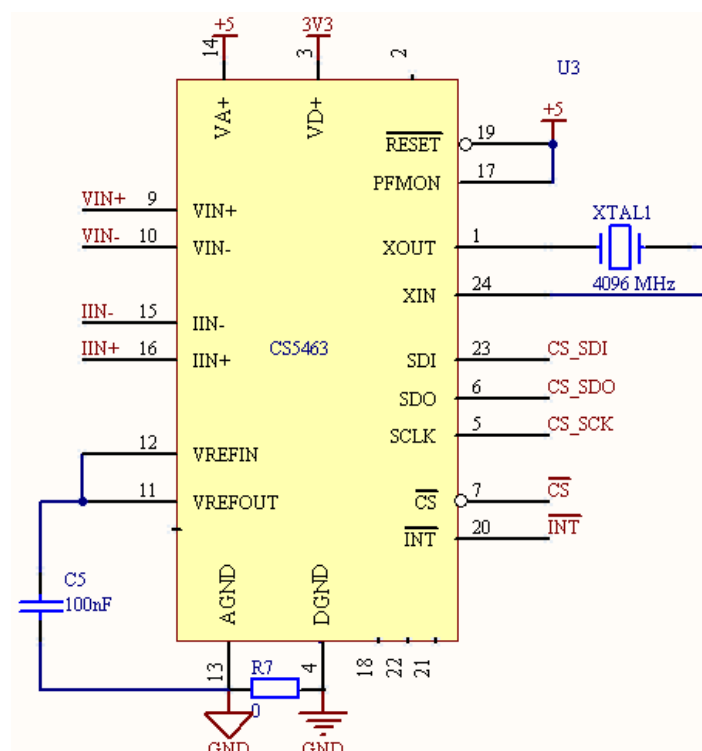 +5
3V3
14
3
2
U3
VA+
VD+
+5
RESET
19
PFMON
17
VIN+
9
VIN+
VIN-
10
VIN-
XOUT
1
XTAL1
XIN
24
4096 MHz
IIN-
15
IIN-
IIN+
16
IIN+
CS5463
SDI
23
CS_SDI
SDO
6
CS_SDO
SCLK
5
CS_SCK
12
VREFIN
11
VREFOUT
CS
7
CS
INT
20
INT
C5
100nF
AGND
DGND
13
R7
0
4
18
22
21
GND
GND